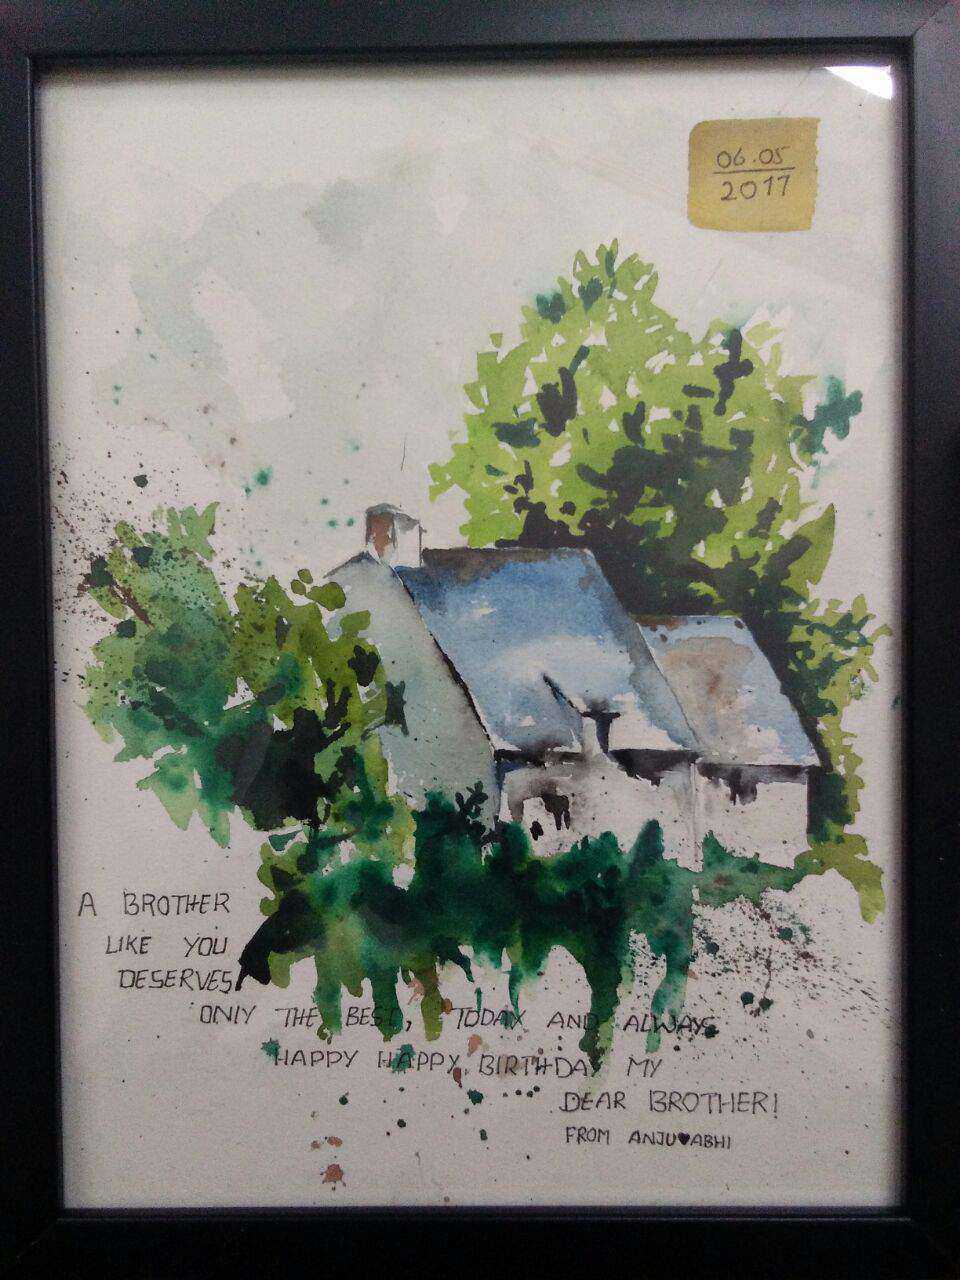 06.05
2017
A BROTHER
LIKE YOU
DESERVES
ONLY THE BEST, TODAY AND ALWAYS
HAPPY HAPPY BIRTHDAY MY
DEAR BROTHER!
FROM ANJU♥ABHI